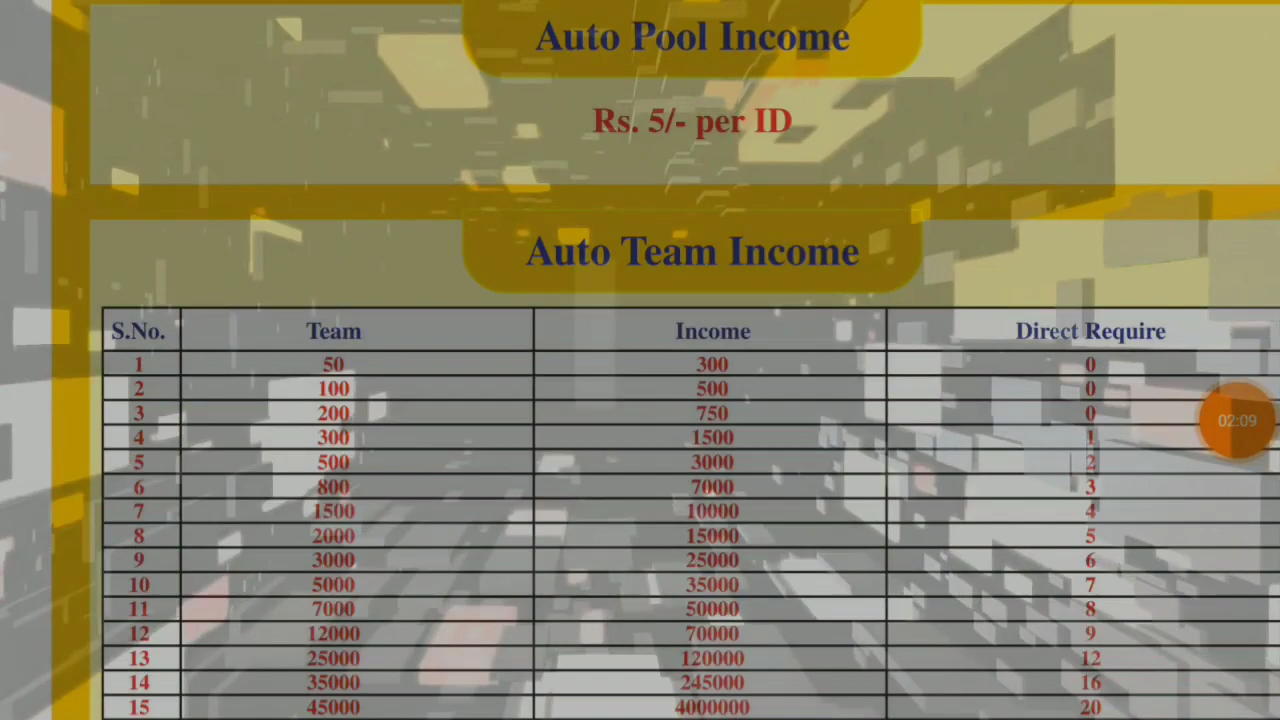 Auto Pool Income
Rs. 5/- per ID
Auto Team Income
S.No. Team Income Direct Require
1 50 300 0
2 100 500 0
3 200 750 0
4 300 1500 1
5 500 3000 2
6 800 7000 3
7 1500 10000 4
8 2000 15000 5
9 3000 25000 6
10 5000 35000 7
11 7000 50000 8
12 12000 70000 9
13 25000 120000 12
14 35000 245000 16
15 45000 4000000 20
02:09